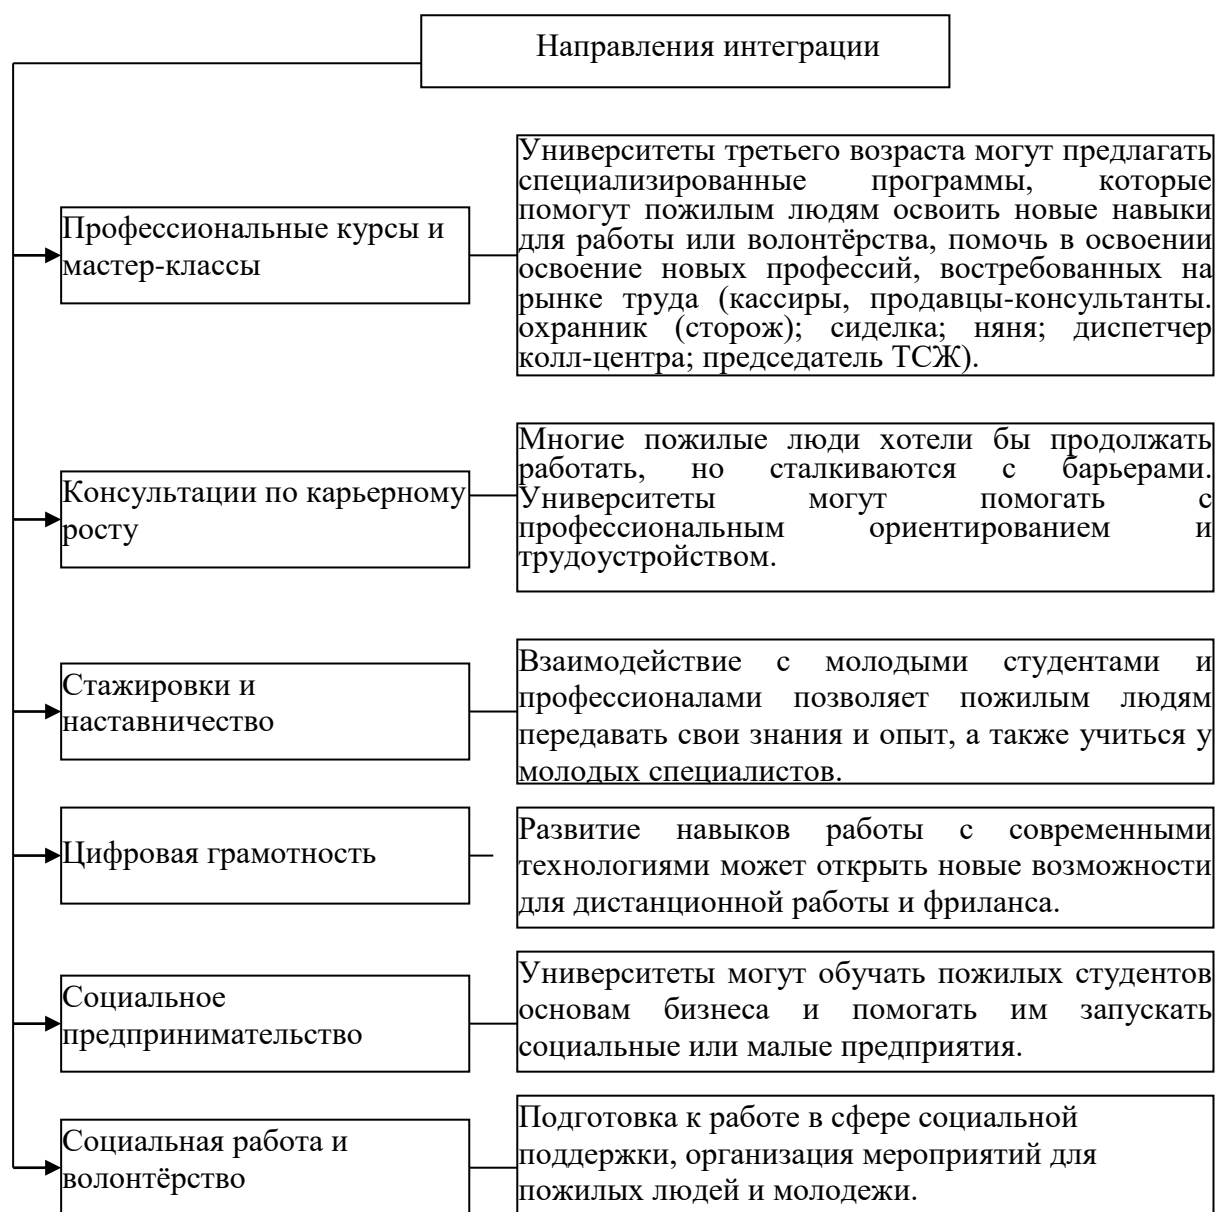 Направления интеграции
Профессиональные курсы и
мастер-классы
Университеты третьего возраста могут предлагать
специализированные программы, которые
помогут пожилым людям освоить новые навыки
для работы или волонтёрства, помочь в освоении
освоение новых профессий, востребованных на
рынке труда (кассиры, продавцы-консультанты.
охранник (сторож); сиделка; няня; диспетчер
колл-центра; председатель ТСЖ).
Консультации по карьерному
росту
Многие пожилые люди хотели бы продолжать
работать, но сталкиваются с барьерами.
Университеты могут помогать с
профессиональным ориентированием и
трудоустройством.
Стажировки и
наставничество
Взаимодействие с молодыми студентами и
профессионалами позволяет пожилым людям
передавать свои знания и опыт, а также учиться у
молодых специалистов.
Цифровая грамотность
Развитие навыков работы с современными
технологиями может открыть новые возможности
для дистанционной работы и фриланса.
Социальное
предпринимательство
Университеты могут обучать пожилых студентов
основам бизнеса и помогать им запускать
социальные или малые предприятия.
Социальная работа и
волонтёрство
Подготовка к работе в сфере социальной
поддержки, организация мероприятий для
пожилых людей и молодежи.